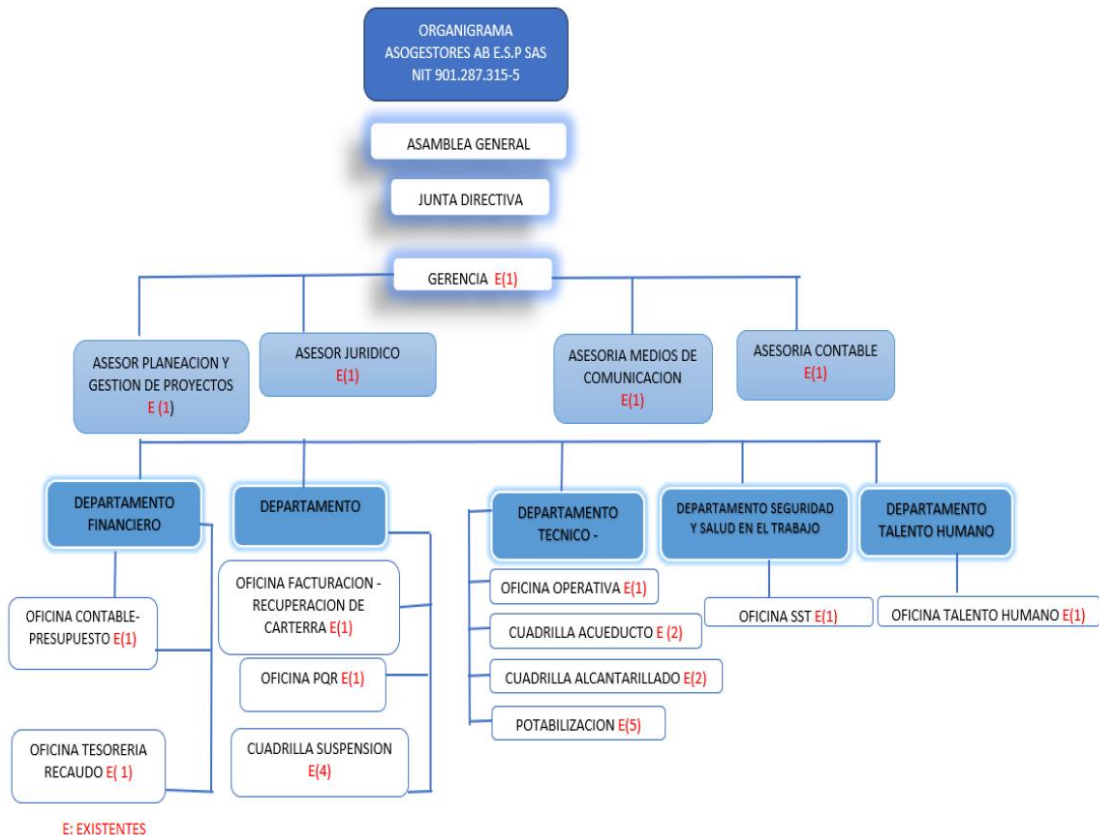 ORGANIGRAMA
ASOGESTORES AB E.S.P SAS
NIT 901.287.315-5
ASAMBLEA GENERAL
JUNTA DIRECTIVA
GERENCIA E(1)
ASESOR PLANEACION Y
GESTION DE PROYECTOS
E (1)
ASESOR JURIDICO
E(1)
ASESORIA MEDIOS DE
COMUNICACION
E(1)
ASESORIA CONTABLE
E(1)
DEPARTAMENTO
FINANCIERO
DEPARTAMENTO
DEPARTAMENTO
TECNICO -
DEPARTAMENTO SEGURIDAD
Y SALUD EN EL TRABAJO
DEPARTAMENTO
TALENTO HUMANO
OFICINA CONTABLE-
PRESUPUESTO E(1)
OFICINA TESORERIA
RECAUDO E( 1)
OFICINA FACTURACION -
RECUPERACION DE
CARTERRA E(1)
OFICINA PQR E(1)
CUADRILLA SUSPENSION
E(4)
OFICINA OPERATIVA E(1)
CUADRILLA ACUEDUCTO E (2)
CUADRILLA ALCANTARILLADO E(2)
POTABILIZACION E(5)
OFICINA SST E(1)
OFICINA TALENTO HUMANO E(1)
E: EXISTENTES